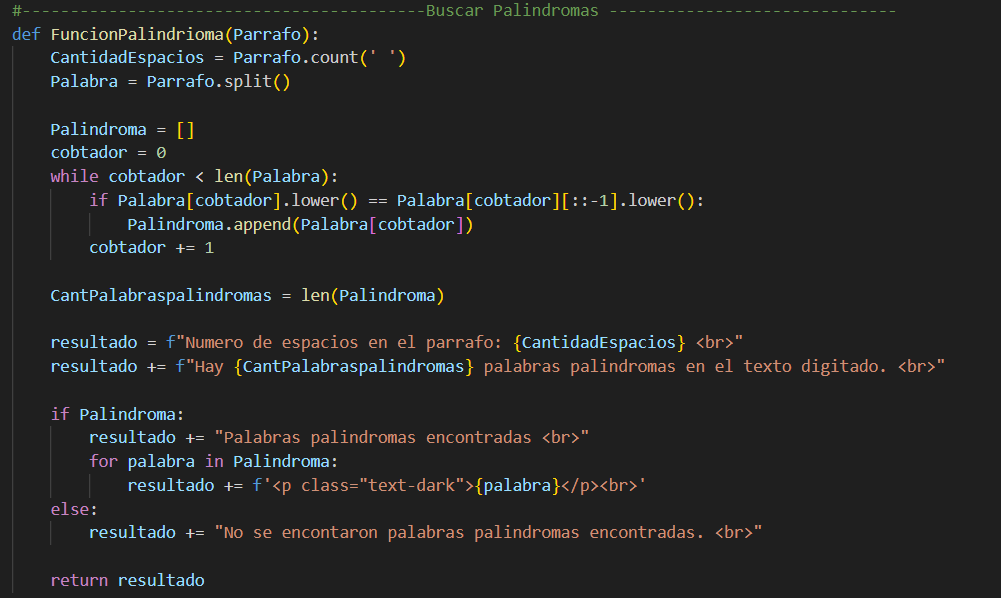 #------------------------------------------Buscar Palindromas ------------------------------
def FuncionPalindrioma(Parrafo):
    CantidadEspacios = Parrafo.count(' ')
    Palabra = Parrafo.split()

    Palindroma = []
    cobtador = 0
    while cobtador < len(Palabra):
        if Palabra[cobtador].lower() == Palabra[cobtador][::-1].lower():
            Palindroma.append(Palabra[cobtador])
        cobtador += 1

    CantPalabraspalindromas = len(Palindroma)

    resultado = f"Numero de espacios en el parrafo: {CantidadEspacios} <br>"
    resultado += f"Hay {CantPalabraspalindromas} palabras palindromas en el texto digitado. <br>"

    if Palindroma:
        resultado += "Palabras palindromas encontradas <br>"
        for palabra in Palindroma:
            resultado += f'<p class="text-dark">{palabra}</p><br>'
    else:
        resultado += "No se encontaron palabras palindromas encontradas. <br>"

    return resultado